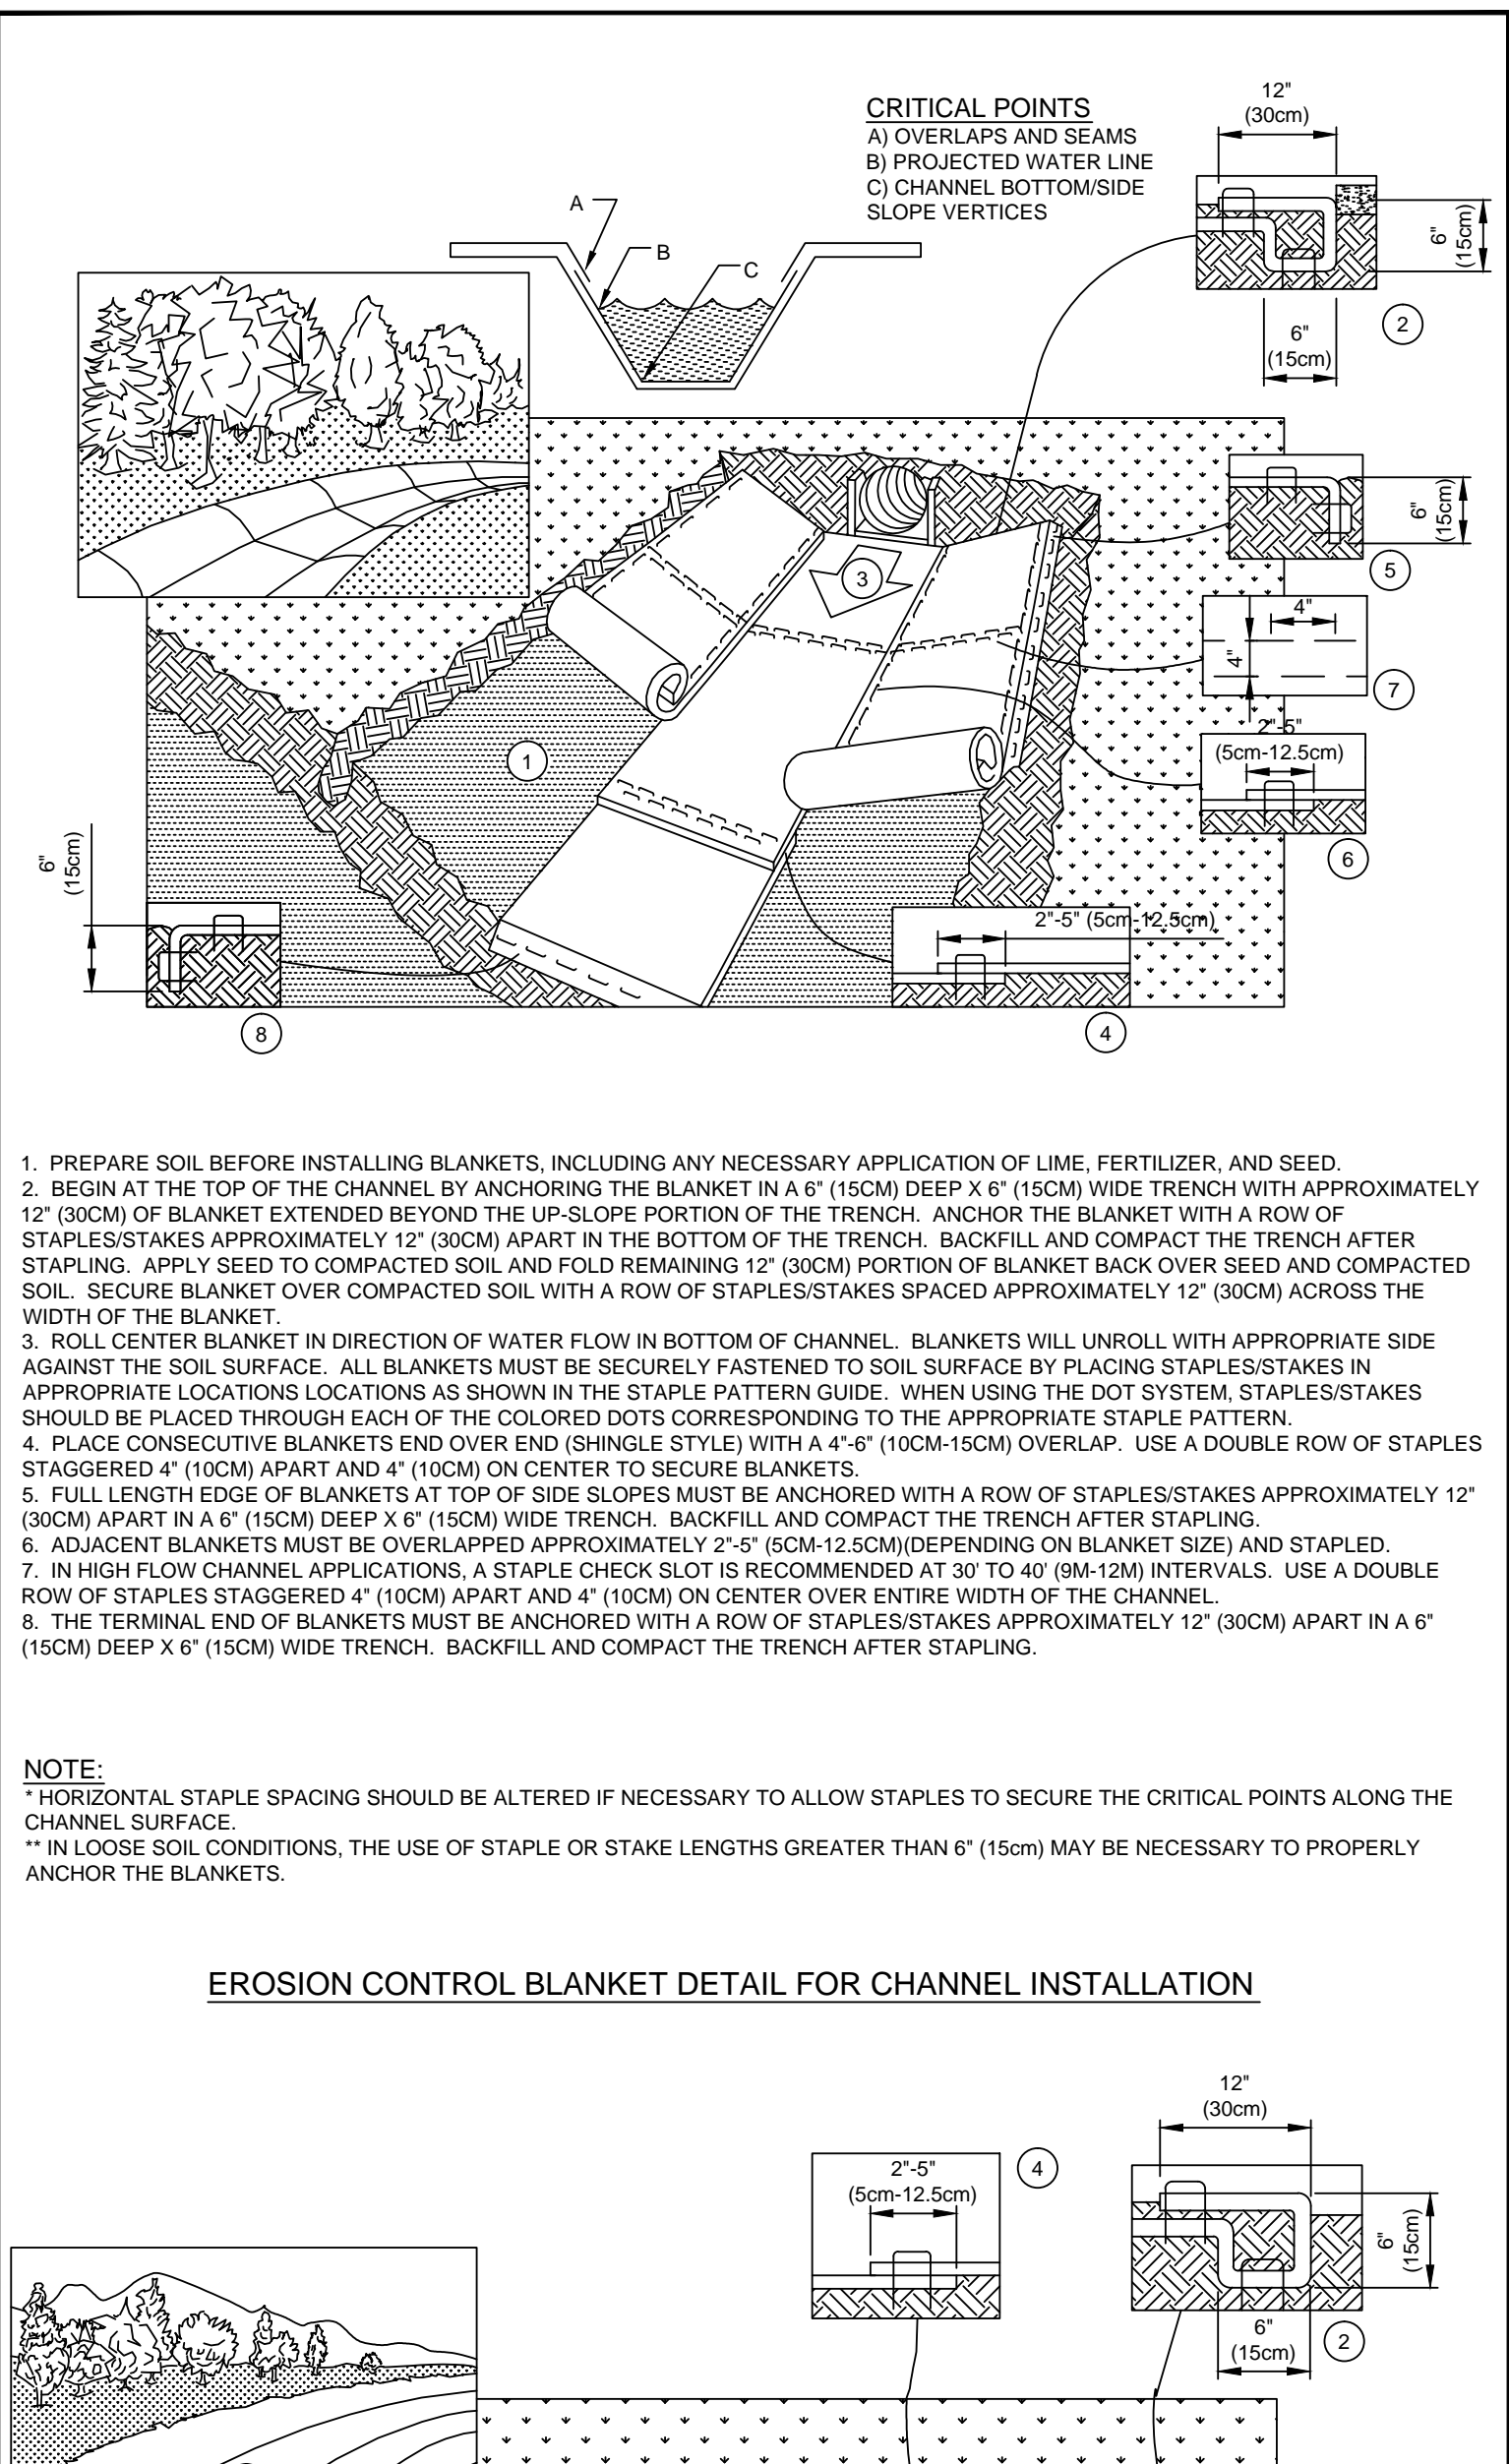 CRITICAL POINTS
A) OVERLAPS AND SEAMS
B) PROJECTED WATER LINE
C) CHANNEL BOTTOM/SIDE
SLOPE VERTICES
12"
(30cm)
6"
(15cm)
6"
(15cm)
2
A
B
C
6"
(15cm)
5
3
4"
4"
7
1
2"-5"
(5cm-12.5cm)
6
6"
(15cm)
8
2"-5" (5cm-12.5cm)
4
1. PREPARE SOIL BEFORE INSTALLING BLANKETS, INCLUDING ANY NECESSARY APPLICATION OF LIME, FERTILIZER, AND SEED.
2. BEGIN AT THE TOP OF THE CHANNEL BY ANCHORING THE BLANKET IN A 6" (15CM) DEEP X 6" (15CM) WIDE TRENCH WITH APPROXIMATELY
12" (30CM) OF BLANKET EXTENDED BEYOND THE UP-SLOPE PORTION OF THE TRENCH. ANCHOR THE BLANKET WITH A ROW OF
STAPLES/STAKES APPROXIMATELY 12" (30CM) APART IN THE BOTTOM OF THE TRENCH. BACKFILL AND COMPACT THE TRENCH AFTER
STAPLING. APPLY SEED TO COMPACTED SOIL AND FOLD REMAINING 12" (30CM) PORTION OF BLANKET BACK OVER SEED AND COMPACTED
SOIL. SECURE BLANKET OVER COMPACTED SOIL WITH A ROW OF STAPLES/STAKES SPACED APPROXIMATELY 12" (30CM) ACROSS THE
WIDTH OF THE BLANKET.
3. ROLL CENTER BLANKET IN DIRECTION OF WATER FLOW IN BOTTOM OF CHANNEL. BLANKETS WILL UNROLL WITH APPROPRIATE SIDE
AGAINST THE SOIL SURFACE. ALL BLANKETS MUST BE SECURELY FASTENED TO SOIL SURFACE BY PLACING STAPLES/STAKES IN
APPROPRIATE LOCATIONS LOCATIONS AS SHOWN IN THE STAPLE PATTERN GUIDE. WHEN USING THE DOT SYSTEM, STAPLES/STAKES
SHOULD BE PLACED THROUGH EACH OF THE COLORED DOTS CORRESPONDING TO THE APPROPRIATE STAPLE PATTERN.
4. PLACE CONSECUTIVE BLANKETS END OVER END (SHINGLE STYLE) WITH A 4"-6" (10CM-15CM) OVERLAP. USE A DOUBLE ROW OF STAPLES
STAGGERED 4" (10CM) APART AND 4" (10CM) ON CENTER TO SECURE BLANKETS.
5. FULL LENGTH EDGE OF BLANKETS AT TOP OF SIDE SLOPES MUST BE ANCHORED WITH A ROW OF STAPLES/STAKES APPROXIMATELY 12"
(30CM) APART IN A 6" (15CM) DEEP X 6" (15CM) WIDE TRENCH. BACKFILL AND COMPACT THE TRENCH AFTER STAPLING.
6. ADJACENT BLANKETS MUST BE OVERLAPPED APPROXIMATELY 2"-5" (5CM-12.5CM)(DEPENDING ON BLANKET SIZE) AND STAPLED.
7. IN HIGH FLOW CHANNEL APPLICATIONS, A STAPLE CHECK SLOT IS RECOMMENDED AT 30' TO 40' (9M-12M) INTERVALS. USE A DOUBLE
ROW OF STAPLES STAGGERED 4" (10CM) APART AND 4" (10CM) ON CENTER OVER ENTIRE WIDTH OF THE CHANNEL.
8. THE TERMINAL END OF BLANKETS MUST BE ANCHORED WITH A ROW OF STAPLES/STAKES APPROXIMATELY 12" (30CM) APART IN A 6"
(15CM) DEEP X 6" (15CM) WIDE TRENCH. BACKFILL AND COMPACT THE TRENCH AFTER STAPLING.
NOTE:
* HORIZONTAL STAPLE SPACING SHOULD BE ALTERED IF NECESSARY TO ALLOW STAPLES TO SECURE THE CRITICAL POINTS ALONG THE
CHANNEL SURFACE.
** IN LOOSE SOIL CONDITIONS, THE USE OF STAPLE OR STAKE LENGTHS GREATER THAN 6" (15cm) MAY BE NECESSARY TO PROPERLY
ANCHOR THE BLANKETS.
EROSION CONTROL BLANKET DETAIL FOR CHANNEL INSTALLATION
2"-5"
(5cm-12.5cm)
4
12"
(30cm)
6"
(15cm)
6"
(15cm)
2